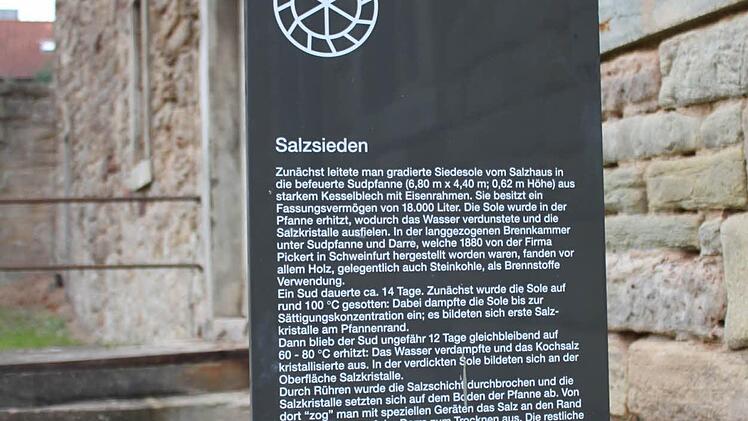 Salzsieden
Zunächst leitete man gradierte Siedesole vom Salzhaus in
die befeuerte Sudpfanne (6,80 m x 4,40 m; 0,62 m Höhe) aus
starkem Kesselblech mit Eisenrahmen. Sie besitzt ein
Fassungsvermögen von 18.000 Liter. Die Sole wurde in der
Pfanne erhitzt, wodurch das Wasser verdunstete und die
Salzkristalle ausfielen. In der langgezogenen Brennkammer
unter Sudpfanne und Darre, welche 1880 von der Firma
Pickert in Schweinfurt hergestellt worden waren, fanden vor
allem Holz, gelegentlich auch Steinkohle, als Brennstoffe
Verwendung.
Ein Sud dauerte ca. 14 Tage. Zunächst wurde die Sole auf
rund 100 °C gesotten: Dabei dampfte die Sole bis zur
Sättigungskonzentration ein; es bildeten sich erste Salz-
kristalle am Pfannenrand.
Dann blieb der Sud ungefähr 12 Tage gleichbleibend auf
60 - 80 °C erhitzt: Das Wasser verdampfte und das Kochsalz
kristallisierte aus. In der verdickten Sole bildeten sich an der
Oberfläche Salzkristalle.
Durch Rühren wurde die Salzschicht durchbrochen und die
Salzkristalle setzten sich auf dem Boden der Pfanne ab. Von
dort "zog" man mit speziellen Geräten das Salz an den Rand
zum Trocknen aus. Die restliche